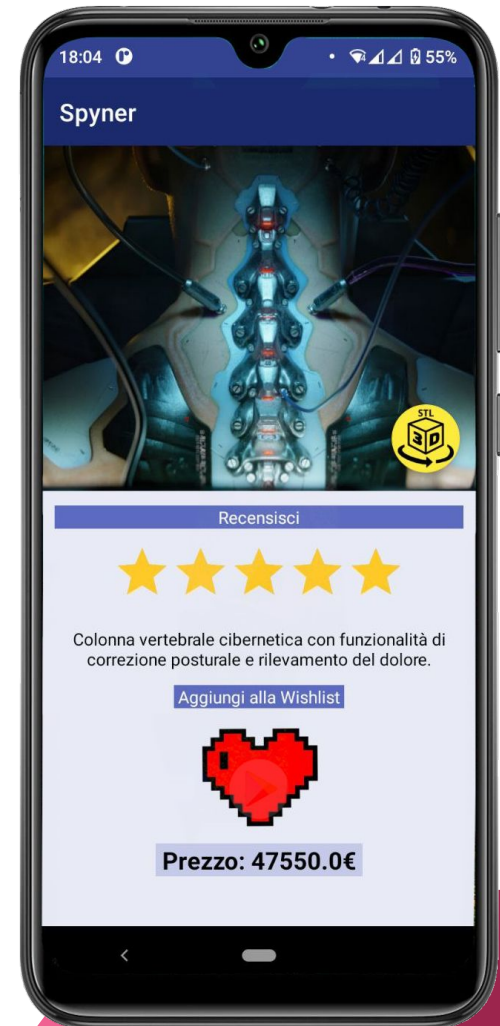 18:04
55%
Spyner
STL
3D
Recensisci
Colonna vertebrale cibernetica con funzionalità di
correzione posturale e rilevamento del dolore.
Aggiungi alla Wishlist
Prezzo: 47550.0€